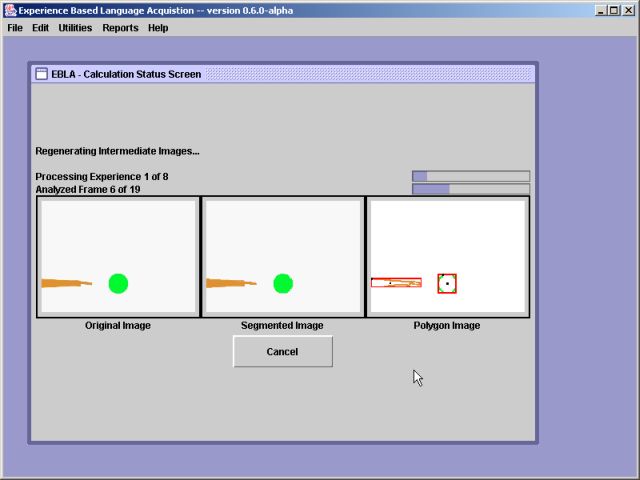 Experience Based Language Acquistion -- version 0.6.0-alpha
File Edit Utilities Reports Help
EBLA - Calculation Status Screen
Regenerating Intermediate Images...
Processing Experience 1 of 8
Analyzed Frame 6 of 19
Original Image Segmented Image Polygon Image
Cancel